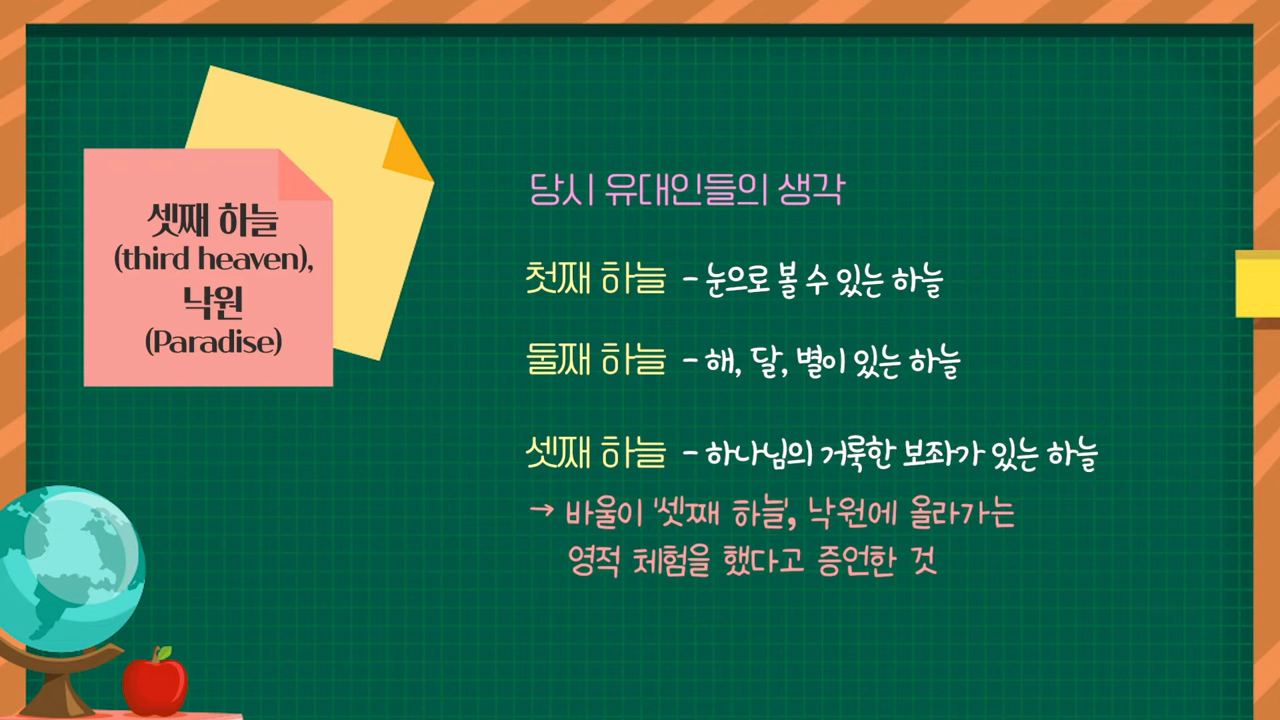 셋째 하늘
(third heaven),
낙원
(Paradise)
당시 유대인들의 생각
첫째 하늘 - 눈으로 볼 수 있는 하늘
둘째 하늘 - 해, 달, 별이 있는 하늘
셋째 하늘 - 하나님의 거룩한 보좌가 있는 하늘
→ 바울이 '셋째 하늘', 낙원에 올라가는
영적 체험을 했다고 증언한 것